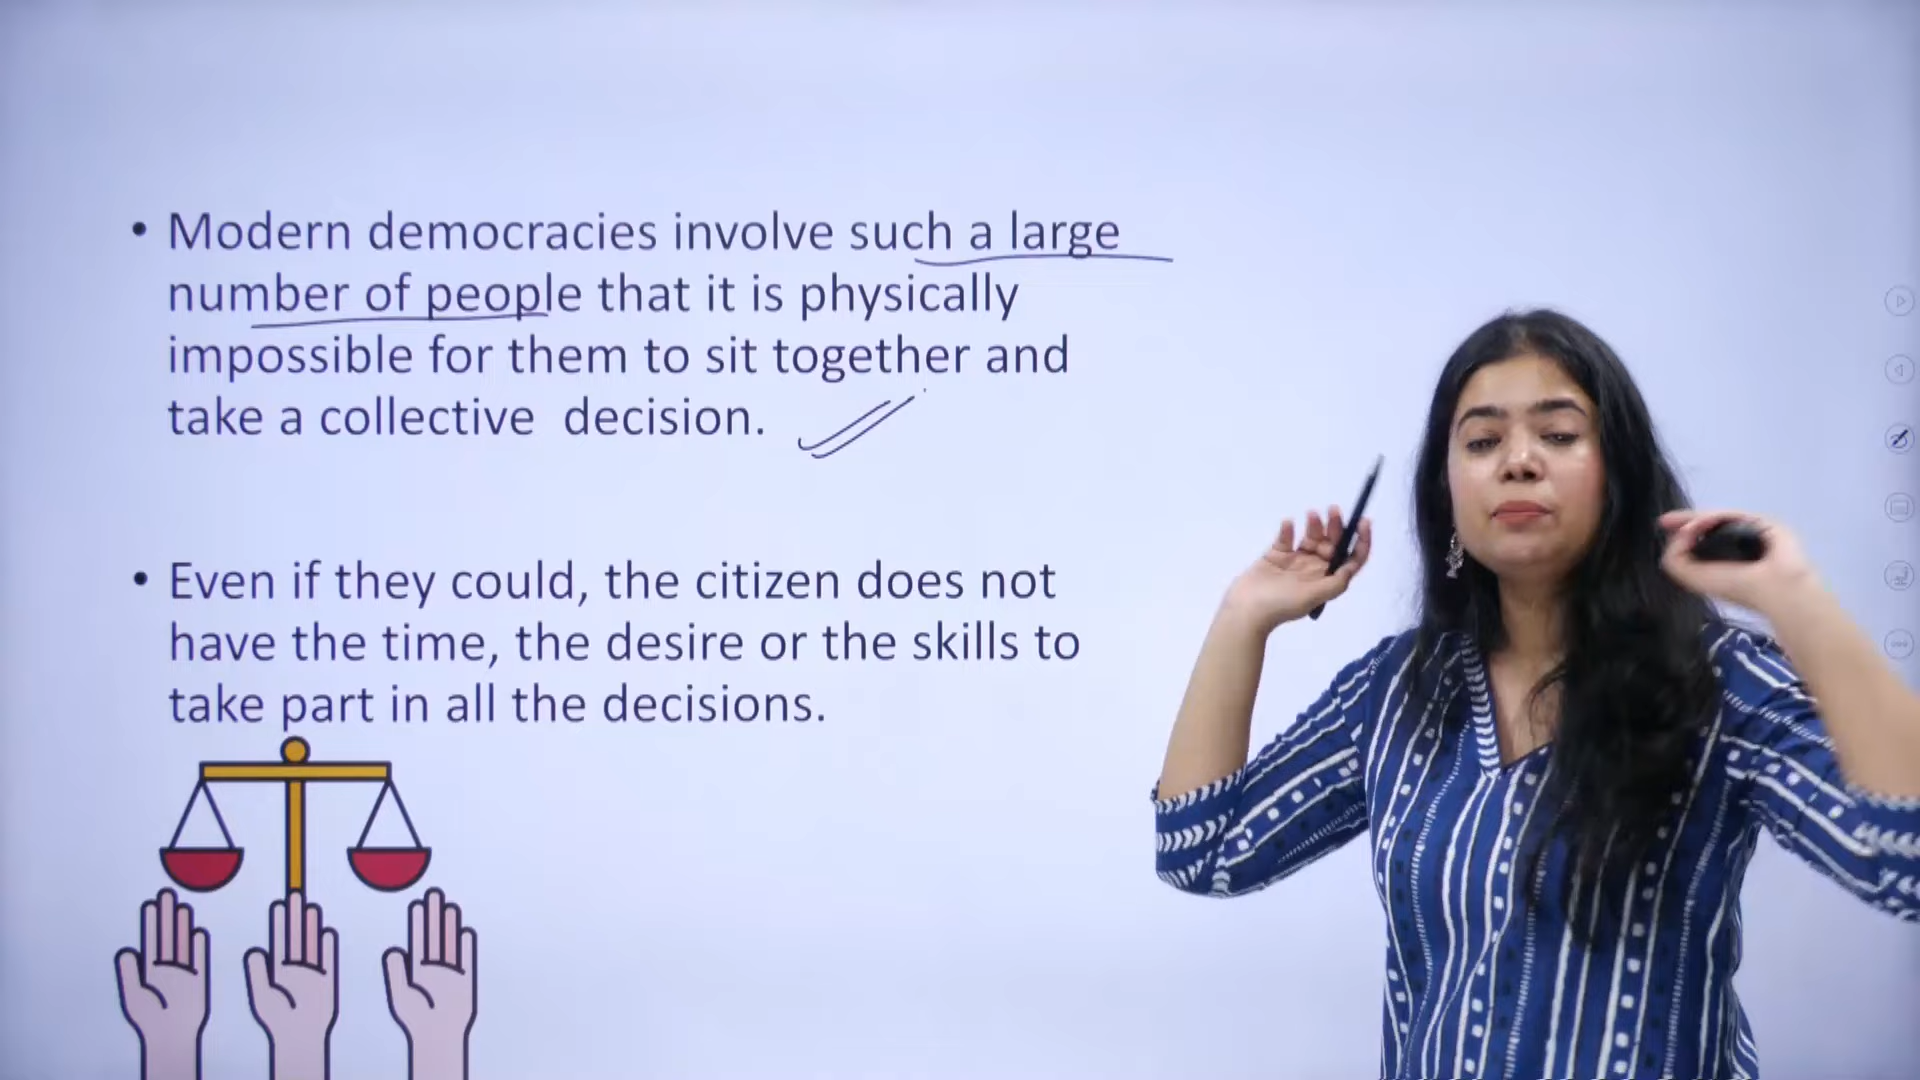 • Modern democracies involve such a large
number of people that it is physically
impossible for them to sit together and
take a collective  decision.
• Even if they could, the citizen does not
have the time, the desire or the skills to
take part in all the decisions.